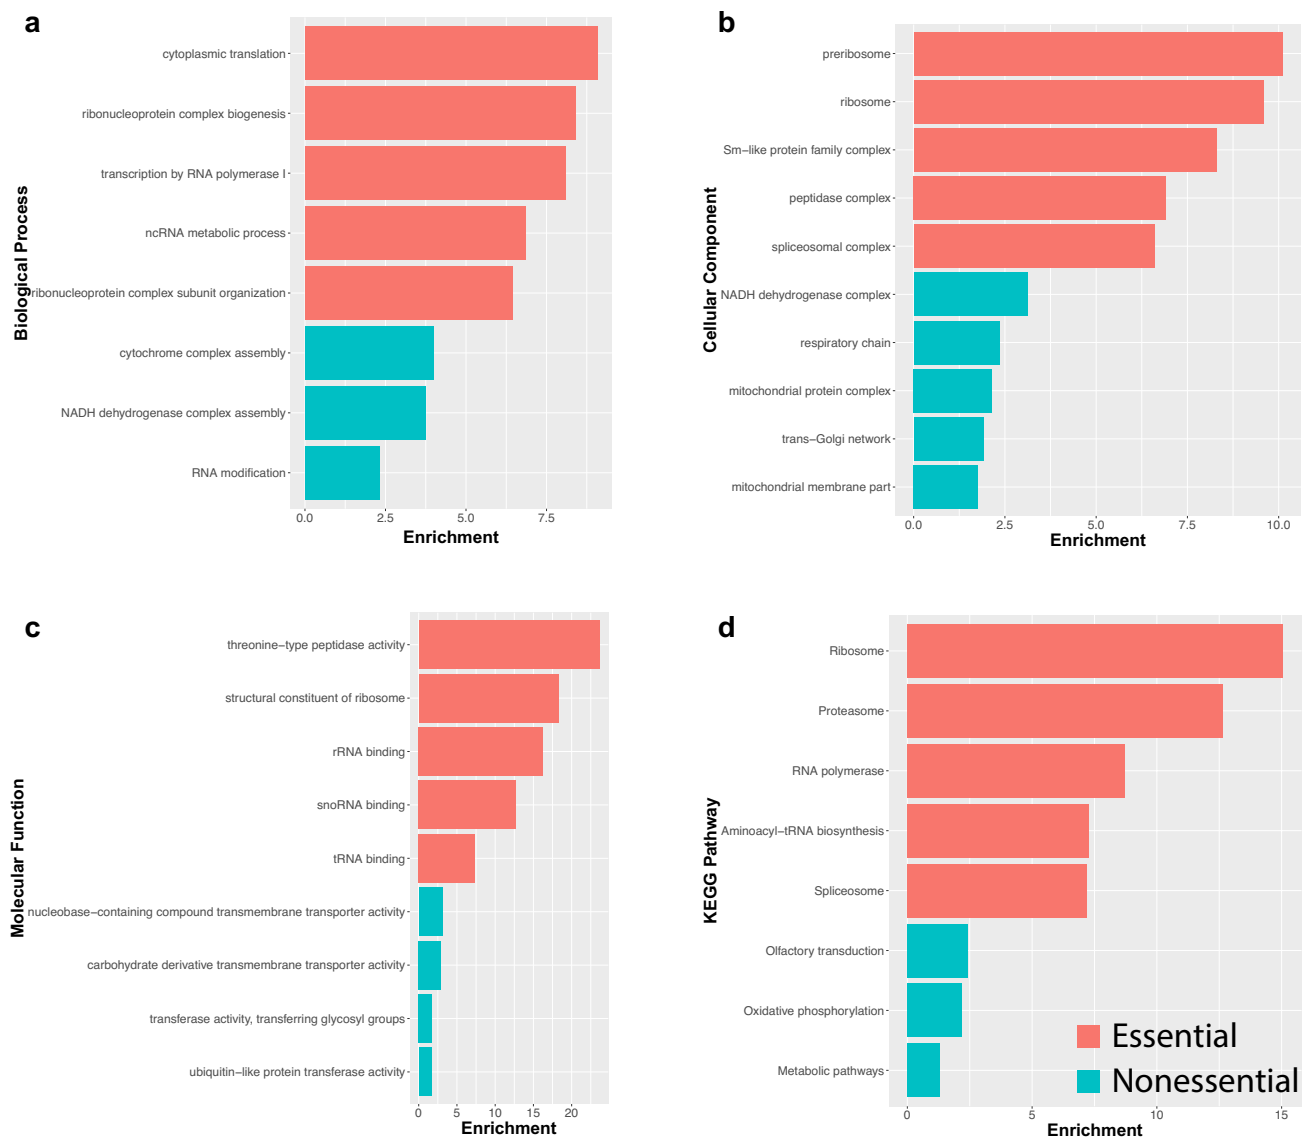 a
Biological Process
cytoplasmic translation
ribonucleoprotein complex biogenesis
transcription by RNA polymerase I
ncRNA metabolic process
ribonucleoprotein complex subunit organization
cytochrome complex assembly
NADH dehydrogenase complex assembly
RNA modification
0.0 2.5 5.0 7.5
Enrichment
b
Cellular Component
preribosome
ribosome
Sm−like protein family complex
peptidase complex
spliceosomal complex
NADH dehydrogenase complex
respiratory chain
mitochondrial protein complex
trans−Golgi network
mitochondrial membrane part
0.0 2.5 5.0 7.5 10.0
Enrichment
c
Molecular Function
threonine−type peptidase activity
structural constituent of ribosome
rRNA binding
snoRNA binding
tRNA binding
nucleobase−containing compound transmembrane transporter activity
carbohydrate derivative transmembrane transporter activity
transferase activity, transferring glycosyl groups
ubiquitin−like protein transferase activity
0 5 10 15 20
Enrichment
d
KEGG Pathway
Ribosome
Proteasome
RNA polymerase
Aminoacyl−tRNA biosynthesis
Spliceosome
Olfactory transduction
Oxidative phosphorylation
Metabolic pathways
0 5 10 15
Enrichment
Essential
Nonessential